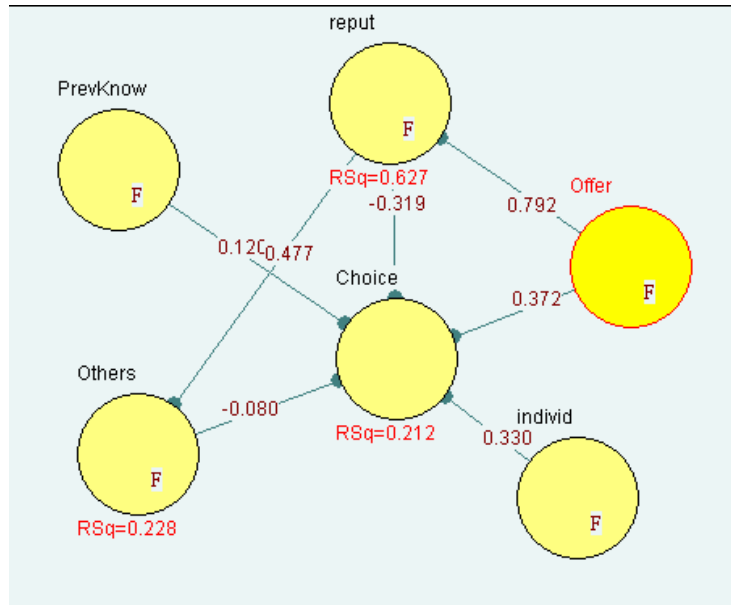 reput
PrevKnow
F
F
RSq=0.627
Offer
-0.319
0.792
0.120
0.477
Choice
F
0.372
Others
-0.080
individ
RSq=0.212
0.330
F
F
RSq=0.228